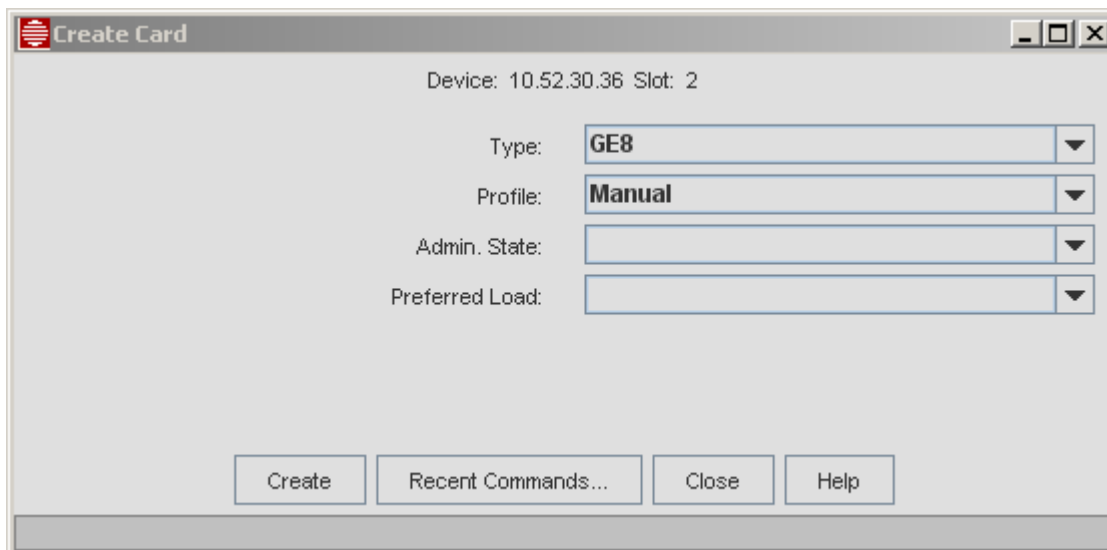 Create Card
Device: 10.52.30.36 Slot: 2
Type: GE8
Profile: Manual
Admin. State:
Preferred Load:
Create Recent Commands... Close Help